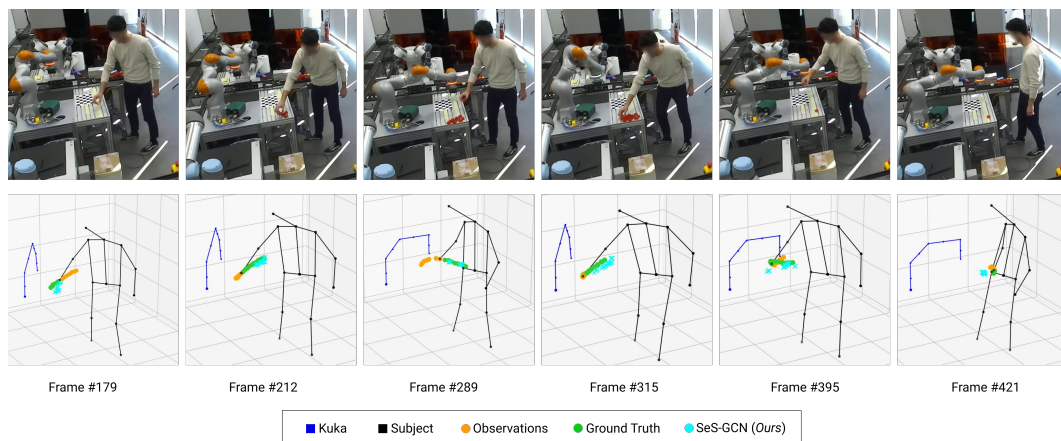 Frame #179
Frame #212
Frame #289
Frame #315
Frame #395
Frame #421
Kuka
Subject
Observations
Ground Truth
SeS-GCN (Ours)